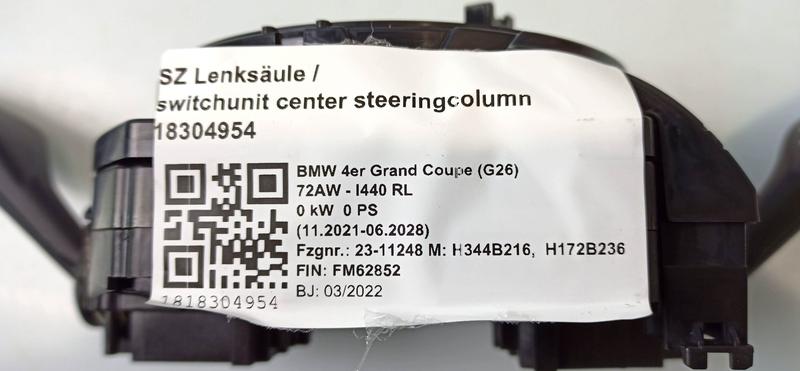 SZ Lenksäule /
switchunit center steeringcolumn
18304954
BMW 4er Grand Coupe (G26)
72AW - I440 RL
0 kW 0 PS
(11.2021-06.2028)
Fzgnr.: 23-11248 M: H344B216, H172B236
FIN: FM62852
BJ: 03/2022
1818304954